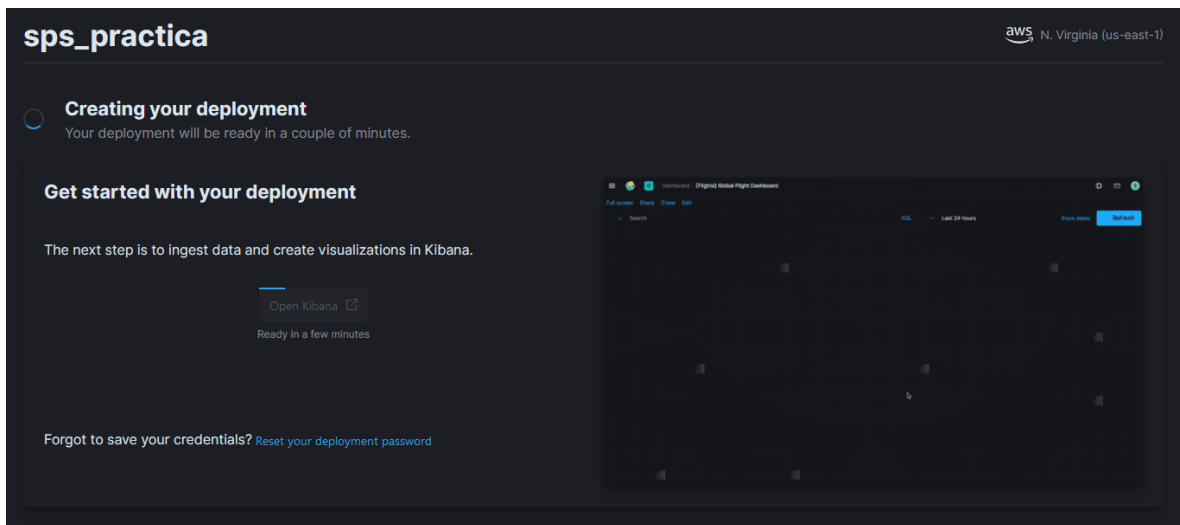 sps_practica
aws N. Virginia (us-east-1)
Creating your deployment
Your deployment will be ready in a couple of minutes.
Get started with your deployment
The next step is to ingest data and create visualizations in Kibana.
Open Kibana
Ready in a few minutes
Forgot to save your credentials? Reset your deployment password
Dashboard [Flights] Global Flight Dashboard
Full screen Share Clone Edit
Search KQL Last 24 hours Show dates Refresh